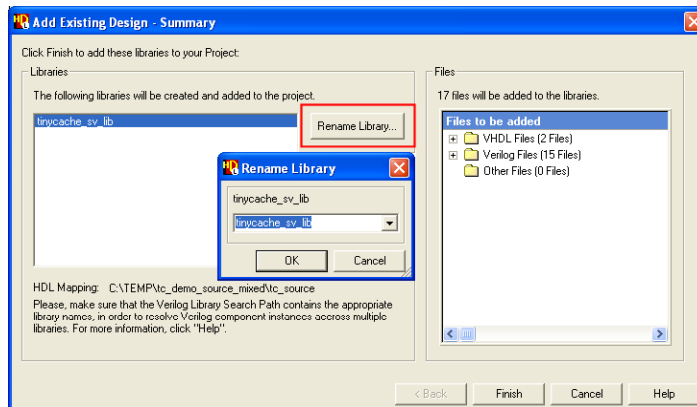 Add Existing Design - Summary
Click Finish to add these libraries to your Project:
Libraries
The following libraries will be created and added to the project.
tinycache_sv_lib
Rename Library...
Rename Library
tinycache_sv_lib
tinycache_sv_lib
OK
Cancel
HDL Mapping: C:\TEMP\tc_demo_source_mixed\tc_source
Please, make sure that the Verilog Library Search Path contains the appropriate
library names, in order to resolve Verilog component instances accross multiple
libraries. For more information, click "Help".
Files
17 files will be added to the libraries.
Files to be added
VHDL Files (2 Files)
Verilog Files (15 Files)
Other Files (0 Files)
< Back
Finish
Cancel
Help